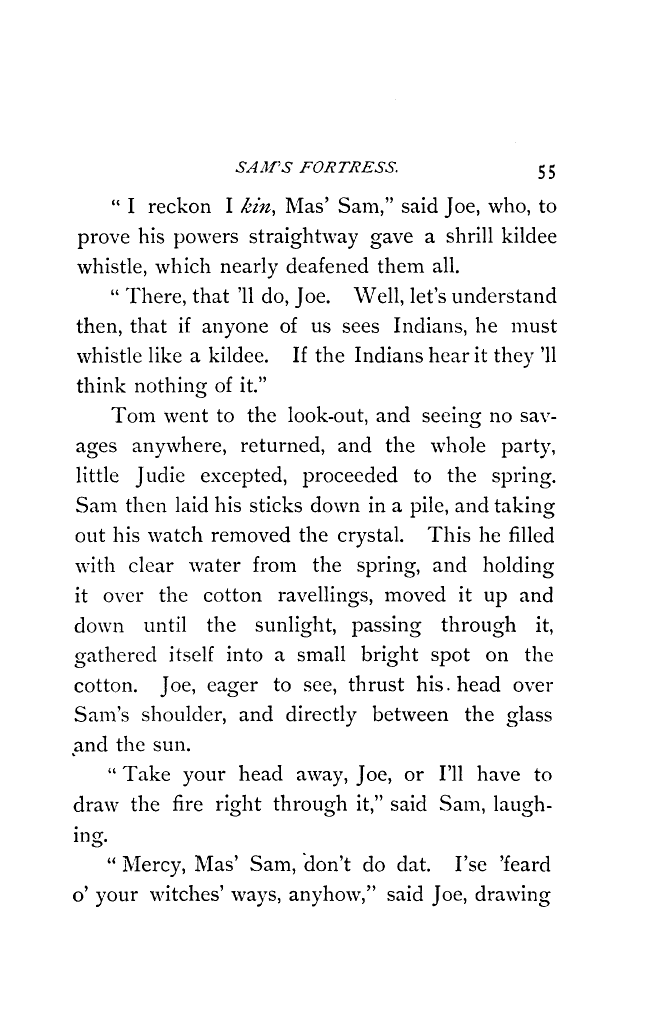 SAM'S FORTRESS. 55
“ I reckon I kin, Mas' Sam,” said Joe, who, to
prove his powers straightway gave a shrill kildee
whistle, which nearly deafened them all.
“ There, that 'll do, Joe. Well, let's understand
then, that if anyone of us sees Indians, he must
whistle like a kildee. If the Indians hear it they 'll
think nothing of it.”
Tom went to the look-out, and seeing no sav-
ages anywhere, returned, and the whole party,
little Judie excepted, proceeded to the spring.
Sam then laid his sticks down in a pile, and taking
out his watch removed the crystal. This he filled
with clear water from the spring, and holding
it over the cotton ravellings, moved it up and
down until the sunlight, passing through it,
gathered itself into a small bright spot on the
cotton. Joe, eager to see, thrust his head over
Sam's shoulder, and directly between the glass
and the sun.
“ Take your head away, Joe, or I'll have to
draw the fire right through it,” said Sam, laugh-
ing.
“ Mercy, Mas' Sam, don't do dat. I'se 'feard
o' your witches' ways, anyhow,” said Joe, drawing